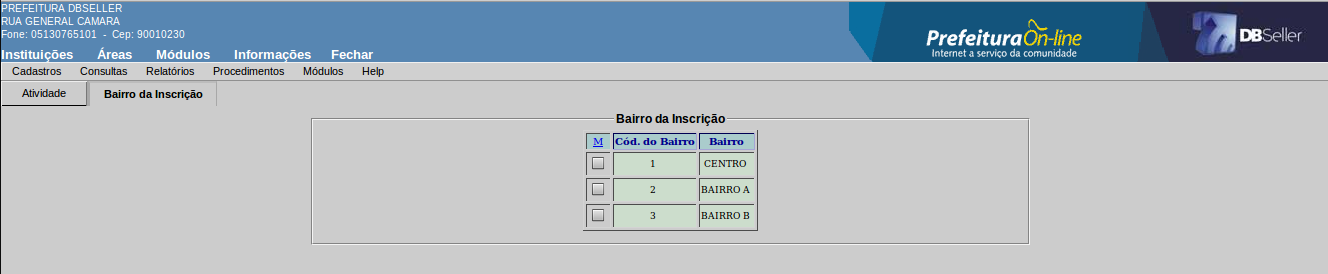 PREFEITURA DBSELLER
RUA GENERAL CAMARA
Fone: 05130765101 - Cep: 90010230
Prefeitura On-line
Internet a serviço da comunidade
DBSeller
Instituições Áreas Módulos Informações Fechar
Cadastros Consultas Relatórios Procedimentos Módulos Help
Atividade Bairro da Inscrição
Bairro da Inscrição
M Cód. do Bairro Bairro
1 CENTRO
2 BAIRRO A
3 BAIRRO B